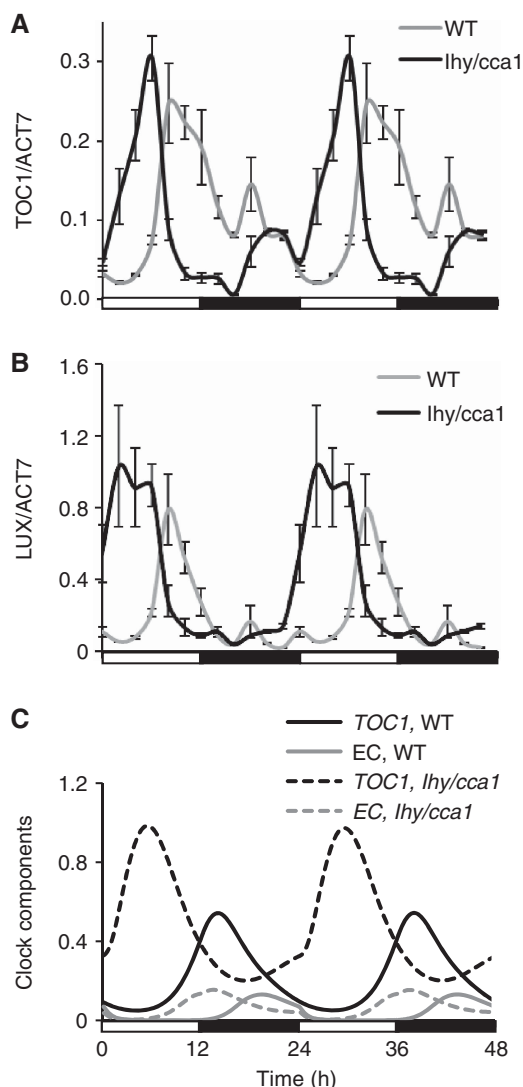 A
WT
lhy/cca1
TOC1/ACT7
0.3
0.2
0.1
0.0
B
WT
lhy/cca1
LUX/ACT7
1.6
1.2
0.8
0.4
0
C
TOC1, WT
EC, WT
TOC1, lhy/cca1
EC, lhy/cca1
Clock components
1.2
0.8
0.4
0
0 12 24 36 48
Time (h)